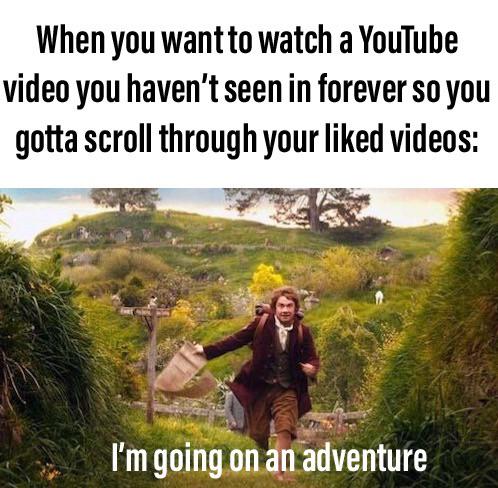 When you want to watch a YouTube
video you haven't seen in forever so you
gotta scroll through your liked videos:
I'm going on an adventure